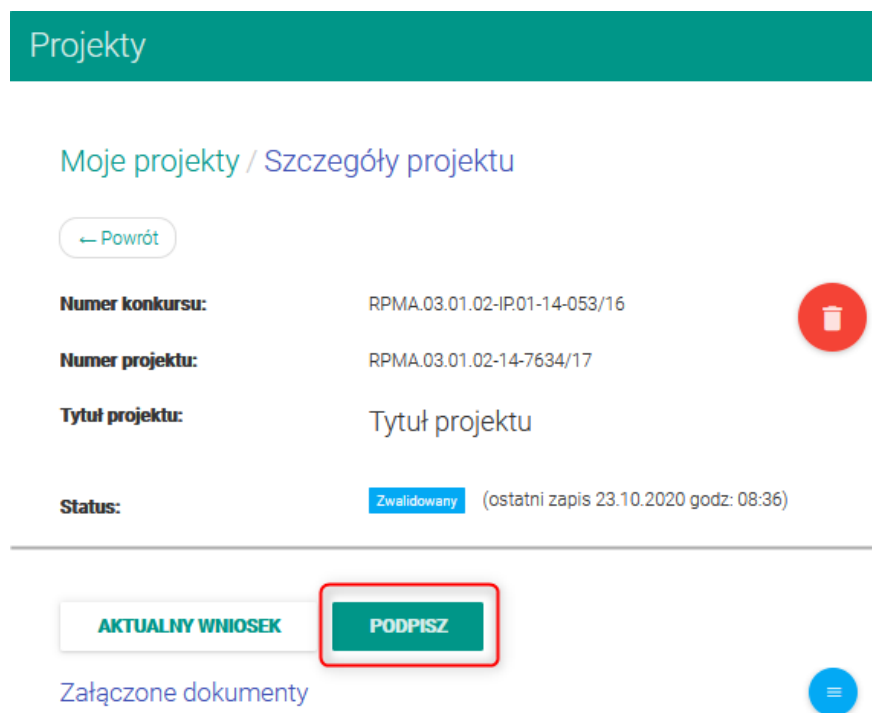 Projekty
Moje projekty / Szczegóły projektu
← Powrót
Numer konkursu: RPMA.03.01.02-IP.01-14-053/16
Numer projektu: RPMA.03.01.02-14-7634/17
Tytuł projektu: Tytuł projektu
Status: Zwalidowany (ostatni zapis 23.10.2020 godz: 08:36)
AKTUALNY WNIOSEK PODPISZ
Załączone dokumenty